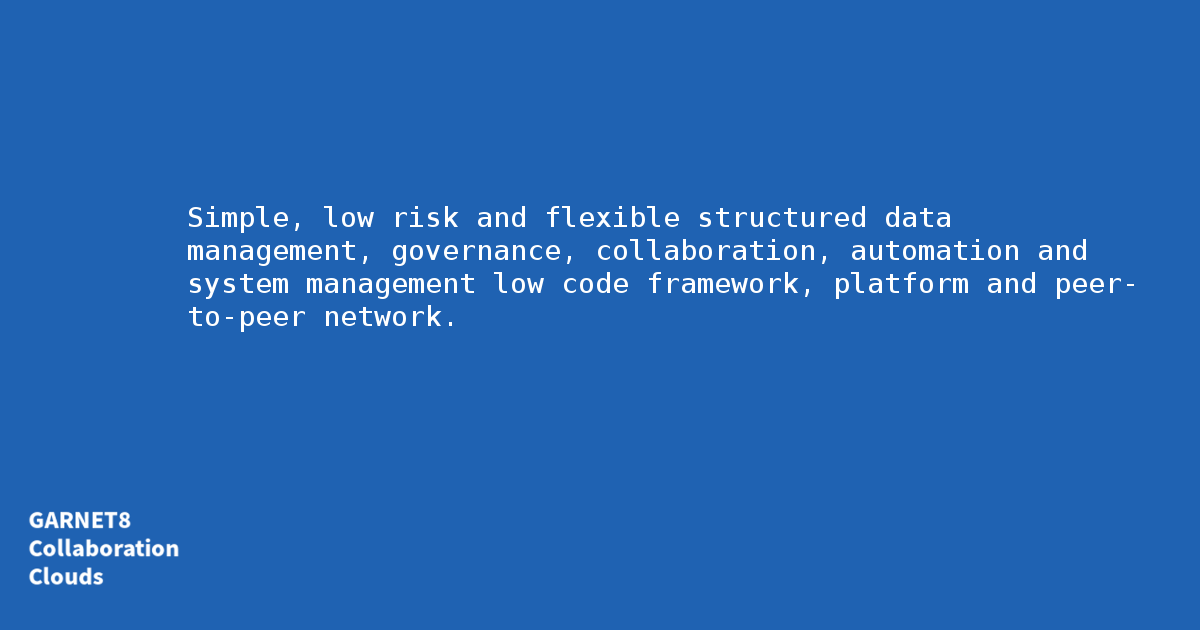 Simple, low risk and flexible structured data
management, governance, collaboration, automation and
system management low code framework, platform and peer-
to-peer network.
GARNET8
Collaboration
Clouds